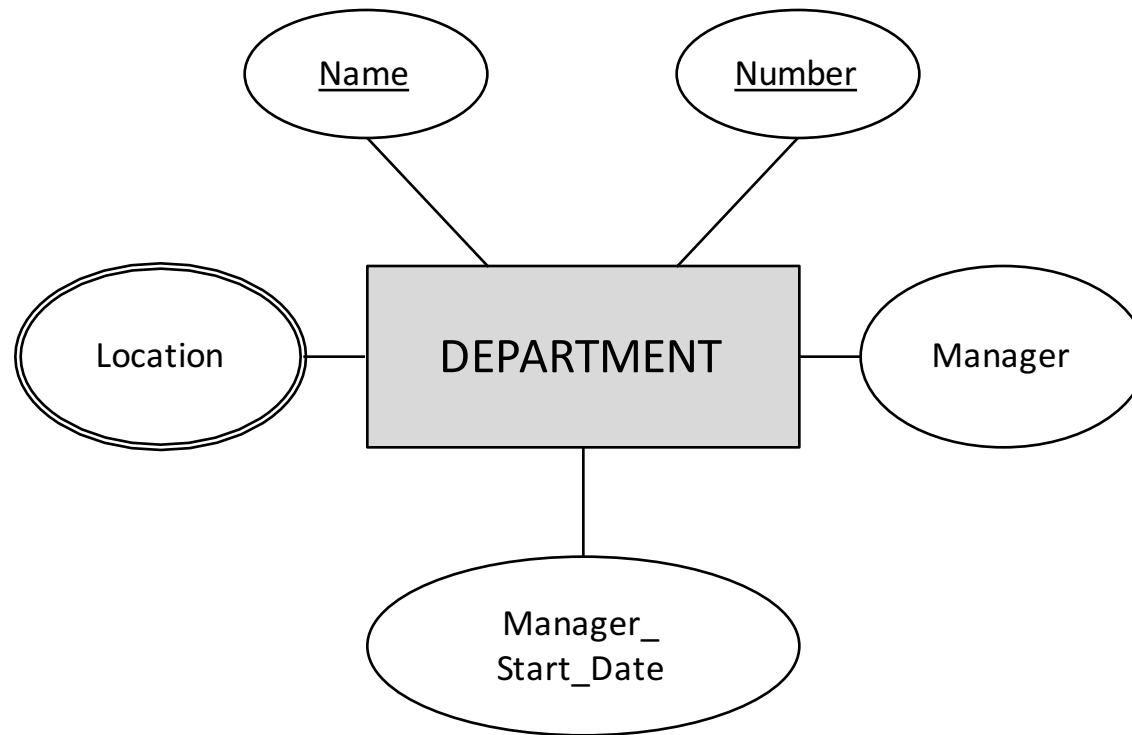 Name
Number
Location
DEPARTMENT
Manager
Manager_
Start_Date